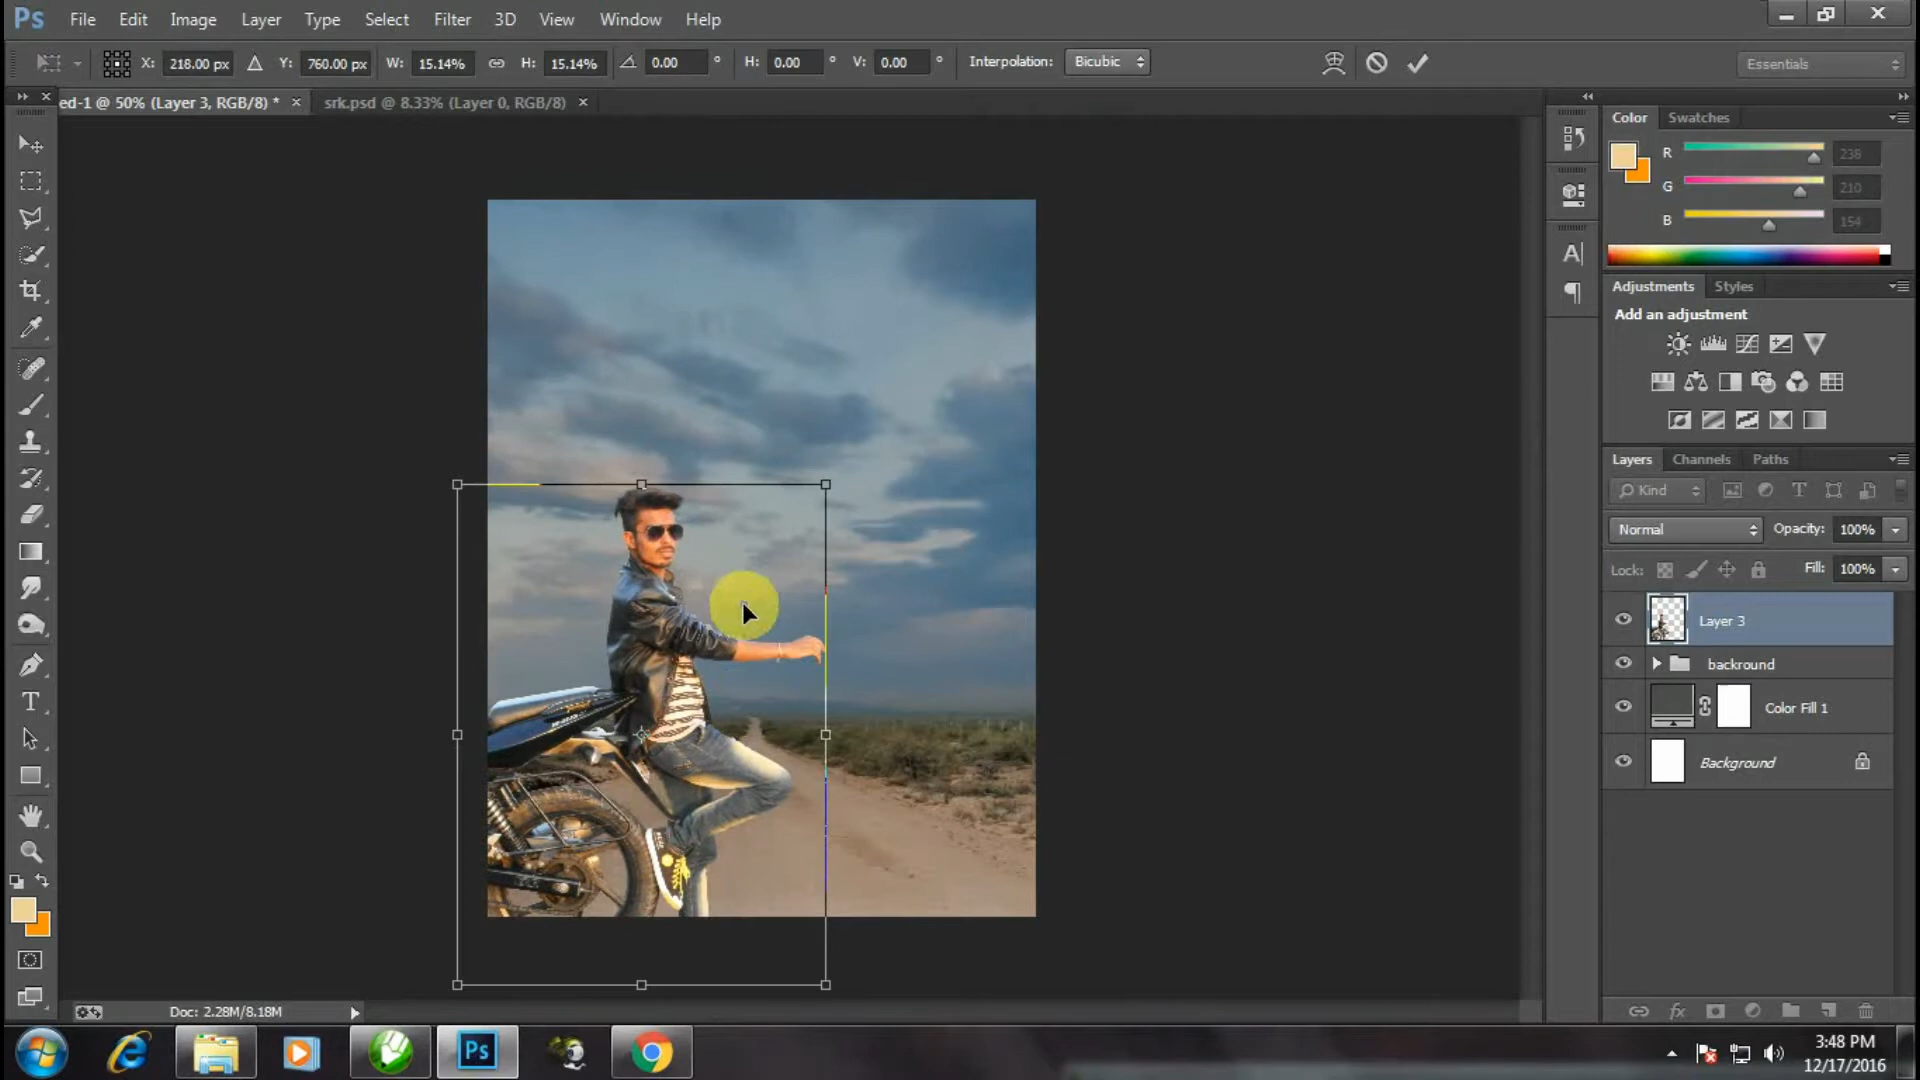 Ps File Edit Image Layer Type Select Filter 3D View Window Help
X: 218.00 px Y: 760.00 px W: 15.14% H: 15.14% 0.00 ° H: 0.00 ° V: 0.00 ° Interpolation: Bicubic Essentials
ed-1 @ 50% (Layer 3, RGB/8) * × srk.psd @ 8.33% (Layer 0, RGB/8) ×
Color Swatches
R 238
G 210
B 154
Adjustments Styles
Add an adjustment
Layers Channels Paths
Kind
Normal Opacity: 100%
Lock: Fill: 100%
Layer 3
backround
Color Fill 1
Background
Doc: 2.28M/8.18M
Ps
3:48 PM
12/17/2016